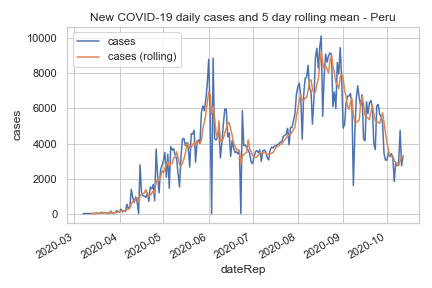 New COVID-19 daily cases and 5 day rolling mean - Peru
cases
cases (rolling)
10000
8000
6000
4000
2000
0
cases
2020-03
2020-04
2020-05
2020-06
2020-07
2020-08
2020-09
2020-10
dateRep